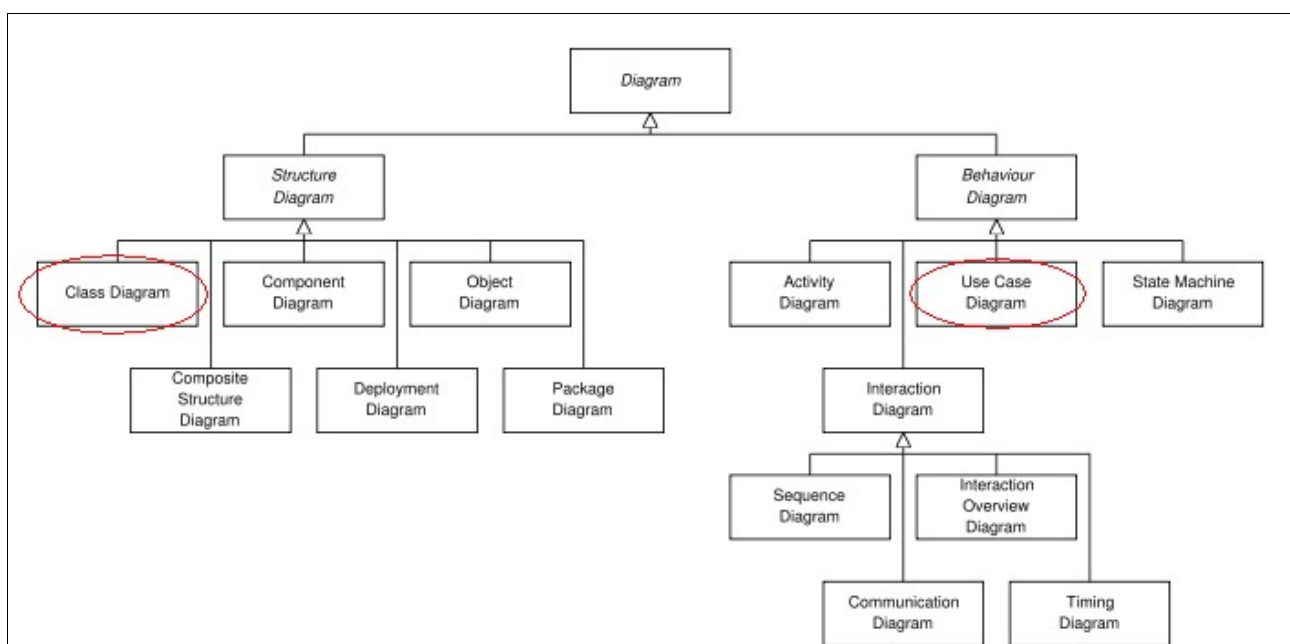 Diagram
Structure
Diagram
Behaviour
Diagram
Class Diagram
Component
Diagram
Object
Diagram
Activity
Diagram
Use Case
Diagram
State Machine
Diagram
Composite
Structure
Diagram
Deployment
Diagram
Package
Diagram
Interaction
Diagram
Sequence
Diagram
Interaction
Overview
Diagram
Communication
Diagram
Timing
Diagram